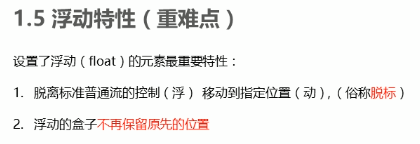 1.5 浮动特性（重难点）
设置了浮动（float）的元素最重要特性：
1. 脱离标准普通流的控制（浮） 移动到指定位置（动），（俗称脱标）
2. 浮动的盒子不再保留原先的位置